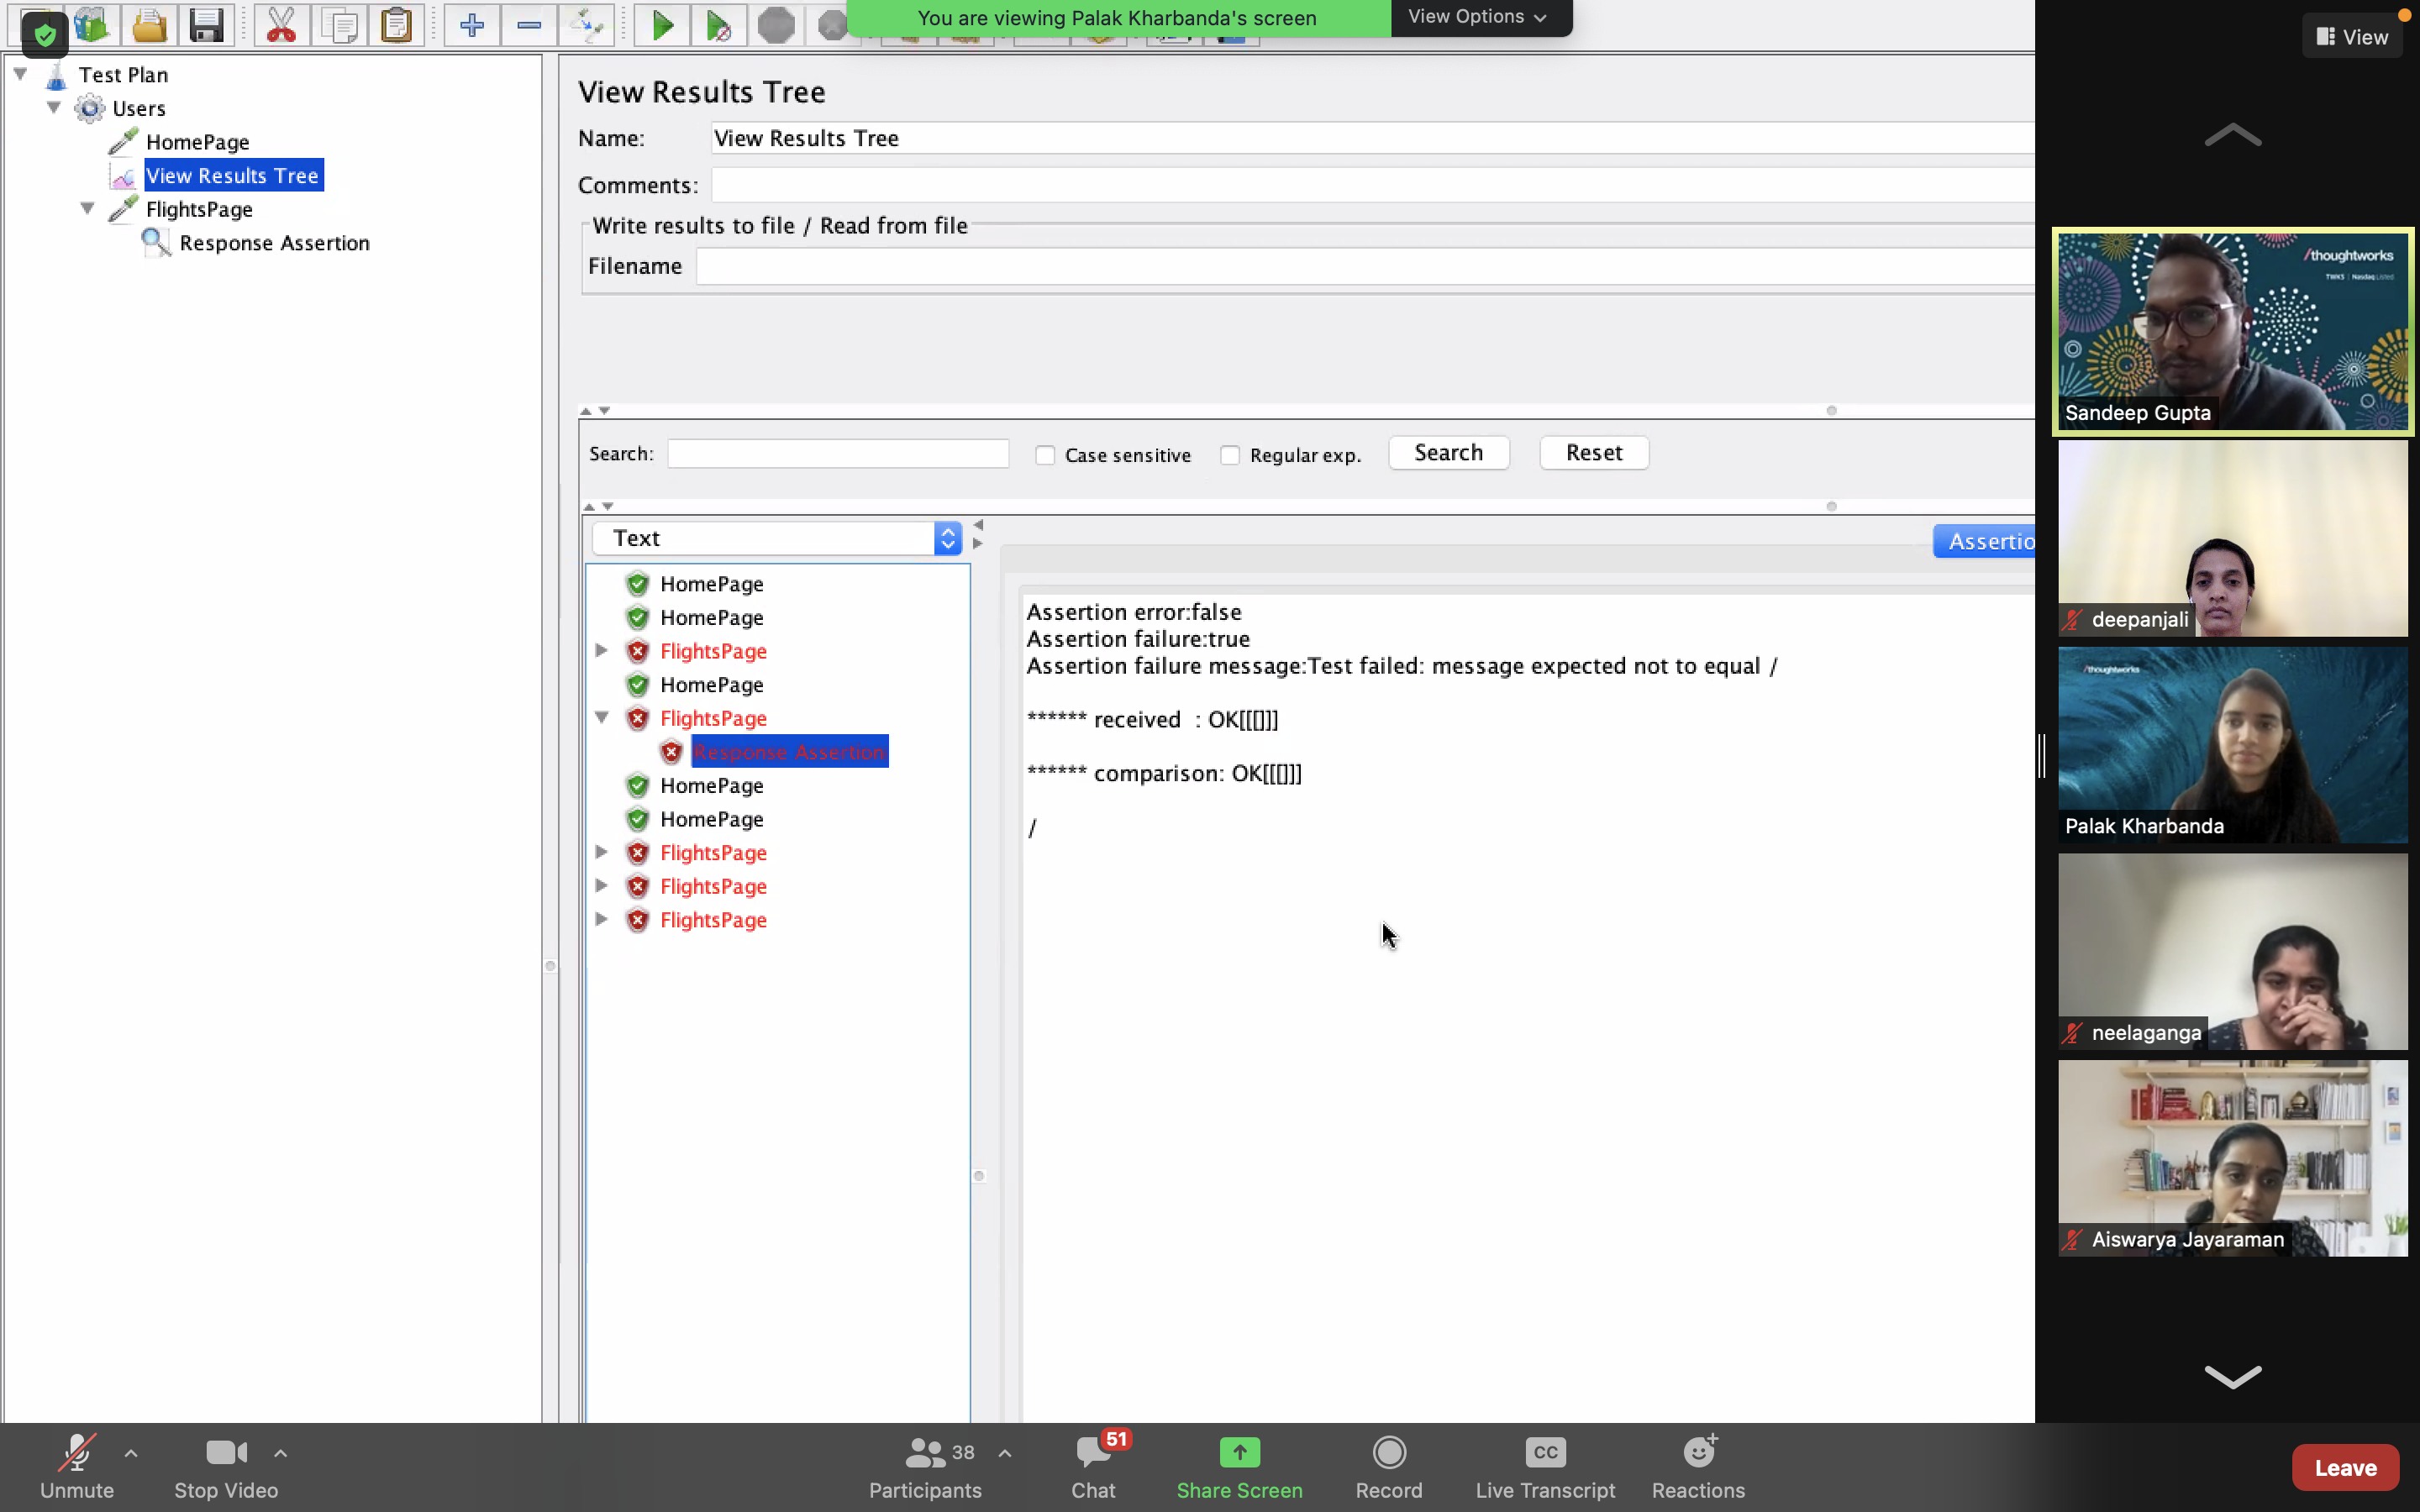 You are viewing Palak Kharbanda's screen
View Options
View
Test Plan
Users
HomePage
View Results Tree
FlightsPage
Response Assertion
View Results Tree
Name: View Results Tree
Comments:
Write results to file / Read from file
Filename
Search: Case sensitive Regular exp. Search Reset
Text
Assertio
HomePage
HomePage
FlightsPage
HomePage
FlightsPage
Response Assertion
HomePage
HomePage
FlightsPage
FlightsPage
FlightsPage
Assertion error:false
Assertion failure:true
Assertion failure message:Test failed: message expected not to equal /
****** received : OK[[[]]]
****** comparison: OK[[[]]]
/
/thoughtworks
TWKS | Nasdaq Listed
Sandeep Gupta
deepanjali
/thoughtworks
Palak Kharbanda
neelaganga
Aiswarya Jayaraman
Unmute
Stop Video
38
Participants
51
Chat
Share Screen
Record
CC
Live Transcript
Reactions
Leave